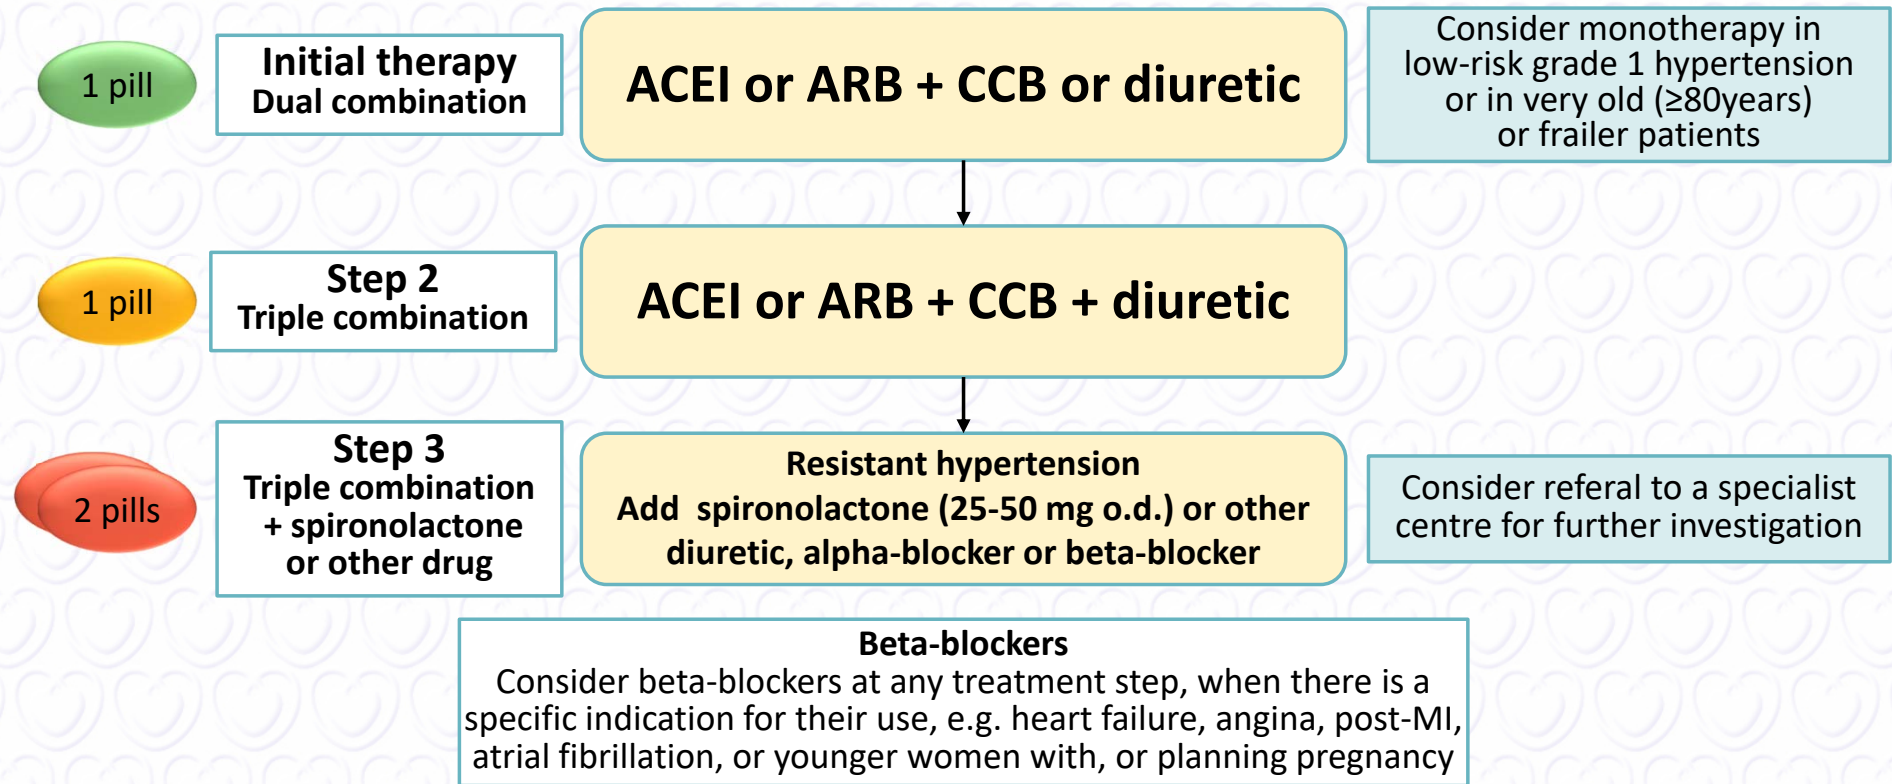 1 pill
Initial therapy
Dual combination
ACEI or ARB + CCB or diuretic
Consider monotherapy in
low-risk grade 1 hypertension
or in very old (≥80years)
or frailer patients
1 pill
Step 2
Triple combination
ACEI or ARB + CCB + diuretic
2 pills
Step 3
Triple combination
+ spironolactone
or other drug
Resistant hypertension
Add spironolactone (25-50 mg o.d.) or other
diuretic, alpha-blocker or beta-blocker
Consider referal to a specialist
centre for further investigation
Beta-blockers
Consider beta-blockers at any treatment step, when there is a
specific indication for their use, e.g. heart failure, angina, post-MI,
atrial fibrillation, or younger women with, or planning pregnancy